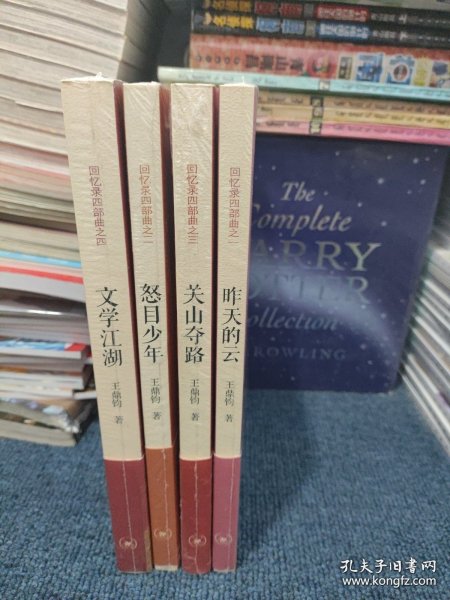 回忆录四部曲之四
文学江湖
王鼎钧 著
回忆录四部曲之二
怒目少年
王鼎钧 著
回忆录四部曲之三
关山夺路
王鼎钧 著
回忆录四部曲之一
昨天的云
王鼎钧 著
The
Complete
ARRY
TTER
ollection
ROWLING
孔夫子旧书网
www.kongfz.com